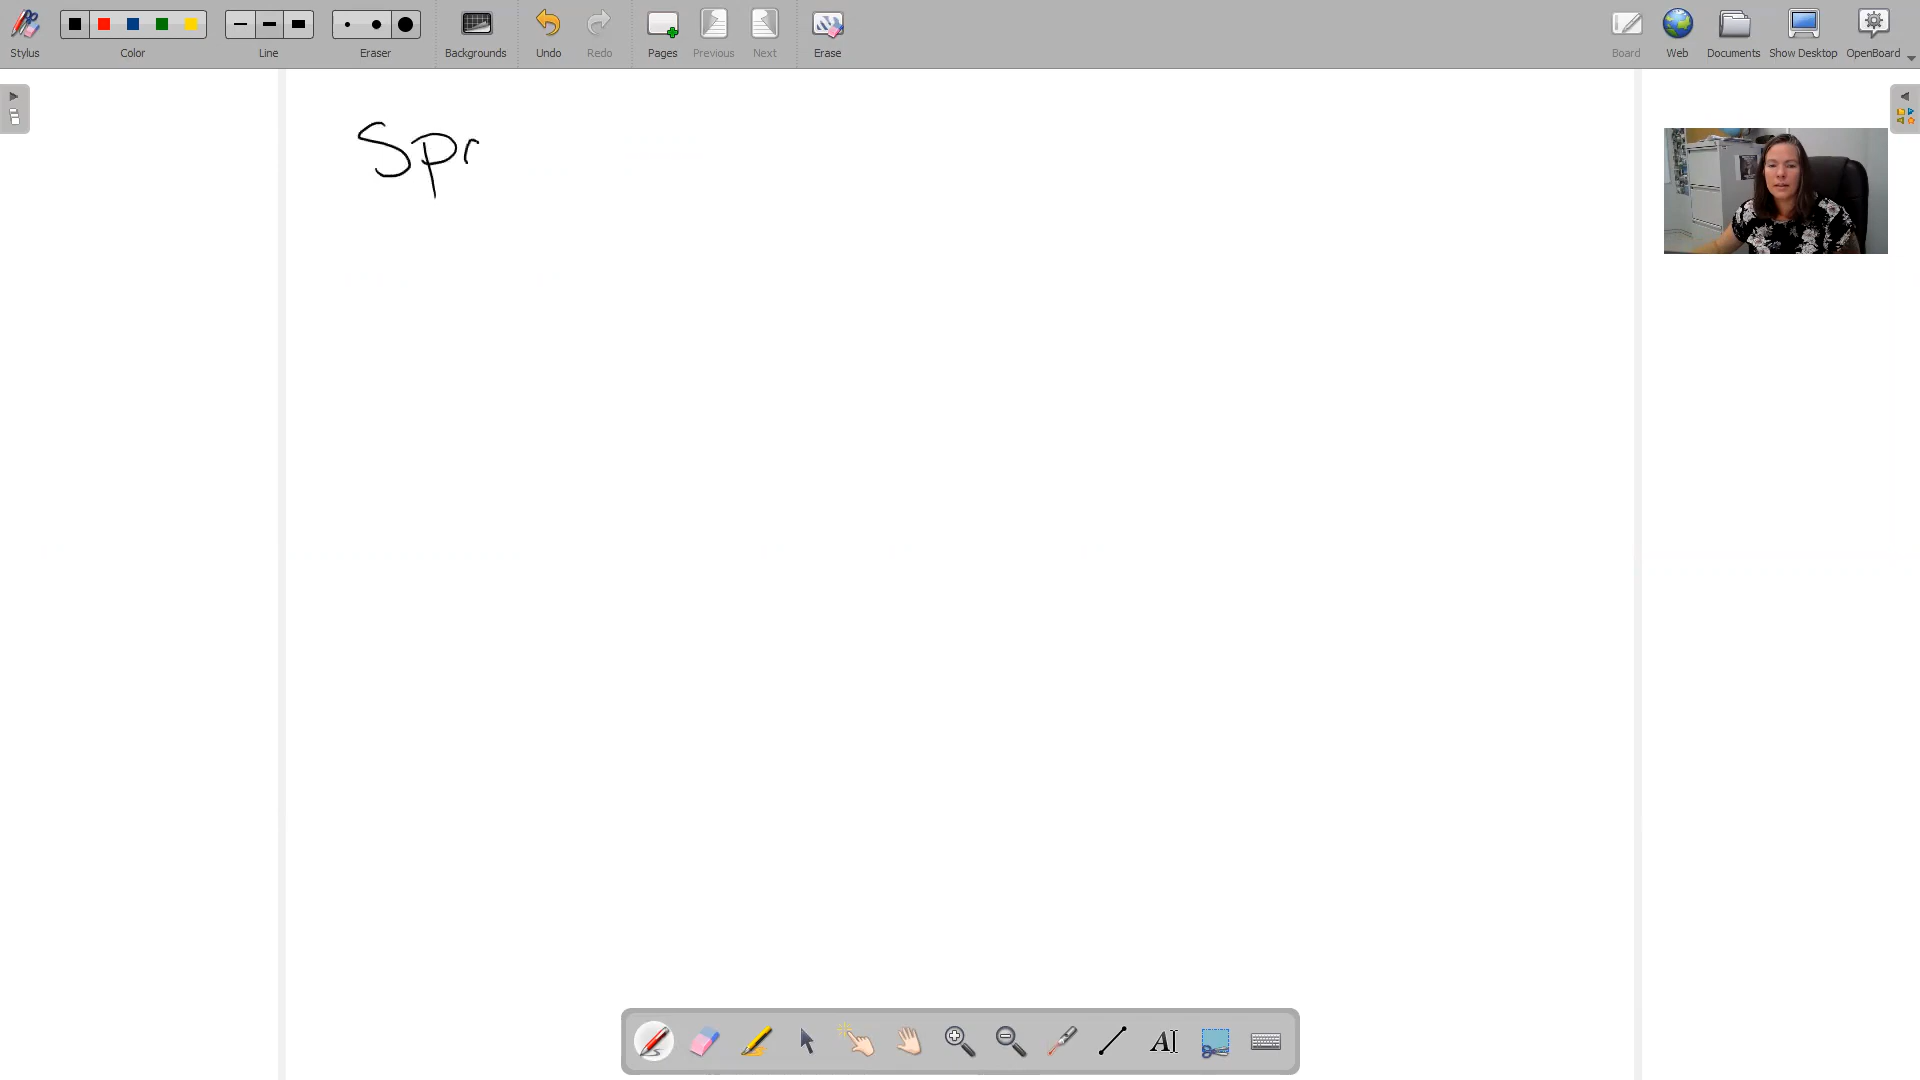 Stylus
Color
Line
Eraser
Backgrounds
Undo
Redo
Pages
Previous
Next
Erase
Board
Web
Documents
Show Desktop
OpenBoard
Spr
A